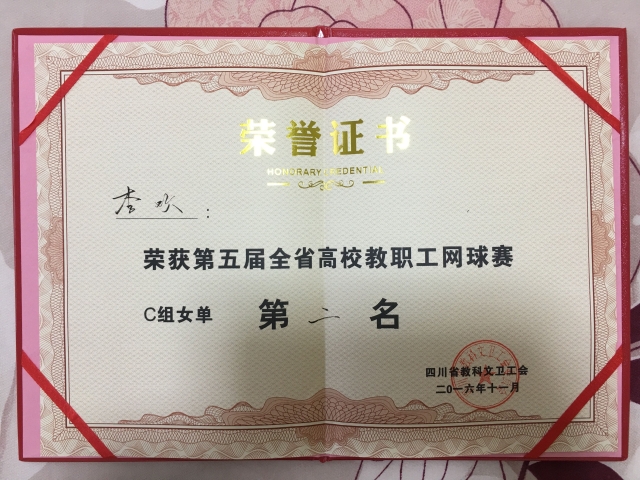 荣誉证书
HONORARY CREDENTIAL
李欢：
荣获第五届全省高校教职工网球赛
C组女单 第二名
四川省教科文卫工会
二〇一六年十一月